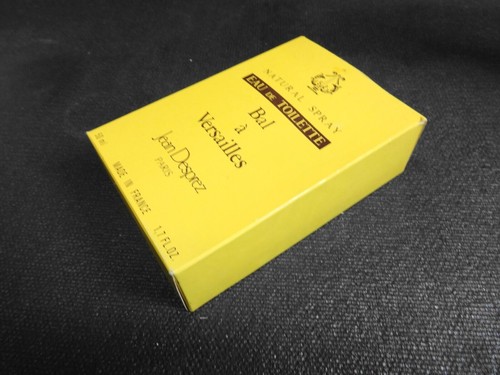 NATURAL SPRAY
EAU DE TOILETTE
Bal
à
Versailles
Jean Desprez
PARIS
50 ml MADE IN FRANCE 1.7 FL.OZ.